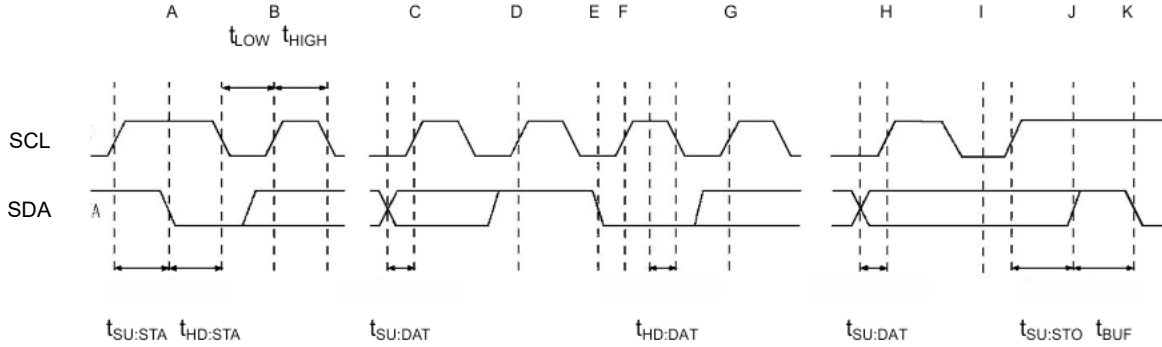 A B C D E F G H I J K
tLOW tHIGH
SCL
SDA
A
tSU:STA tHD:STA tSU:DAT tHD:DAT tSU:DAT tSU:STO tBUF